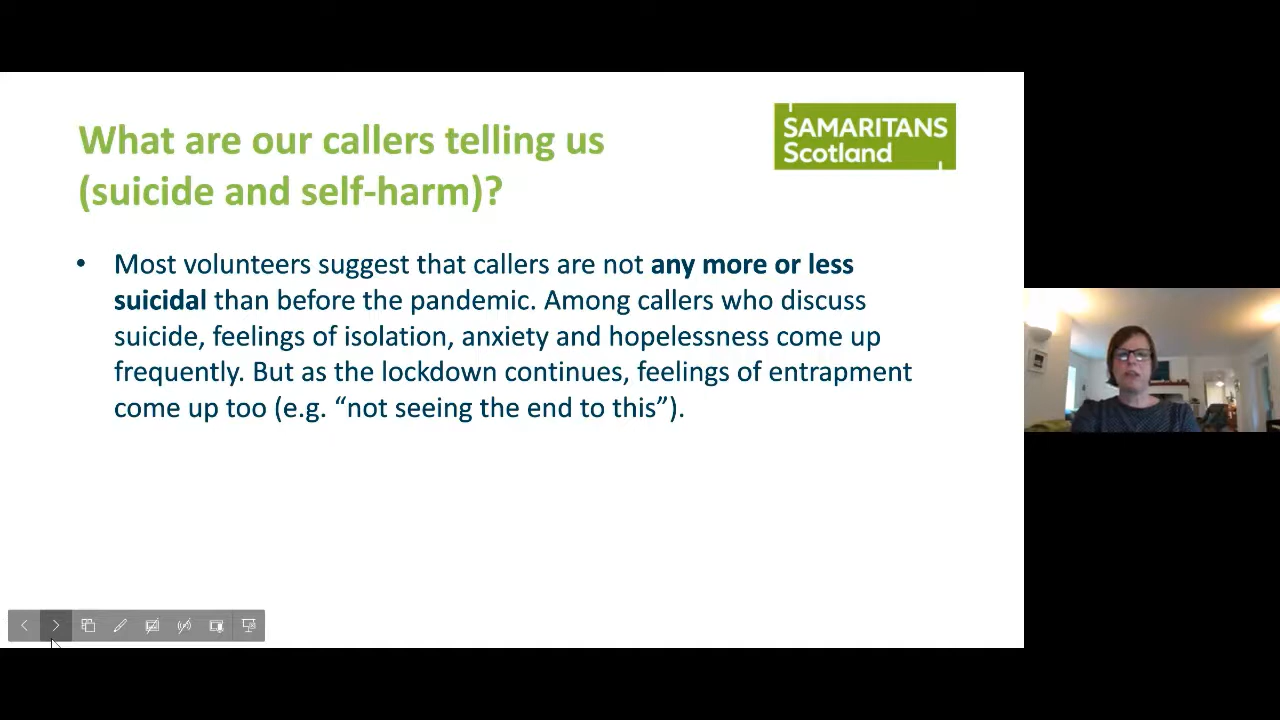 What are our callers telling us
(suicide and self-harm)?
SAMARITANS
Scotland
• Most volunteers suggest that callers are not any more or less
suicidal than before the pandemic. Among callers who discuss
suicide, feelings of isolation, anxiety and hopelessness come up
frequently. But as the lockdown continues, feelings of entrapment
come up too (e.g. “not seeing the end to this”).